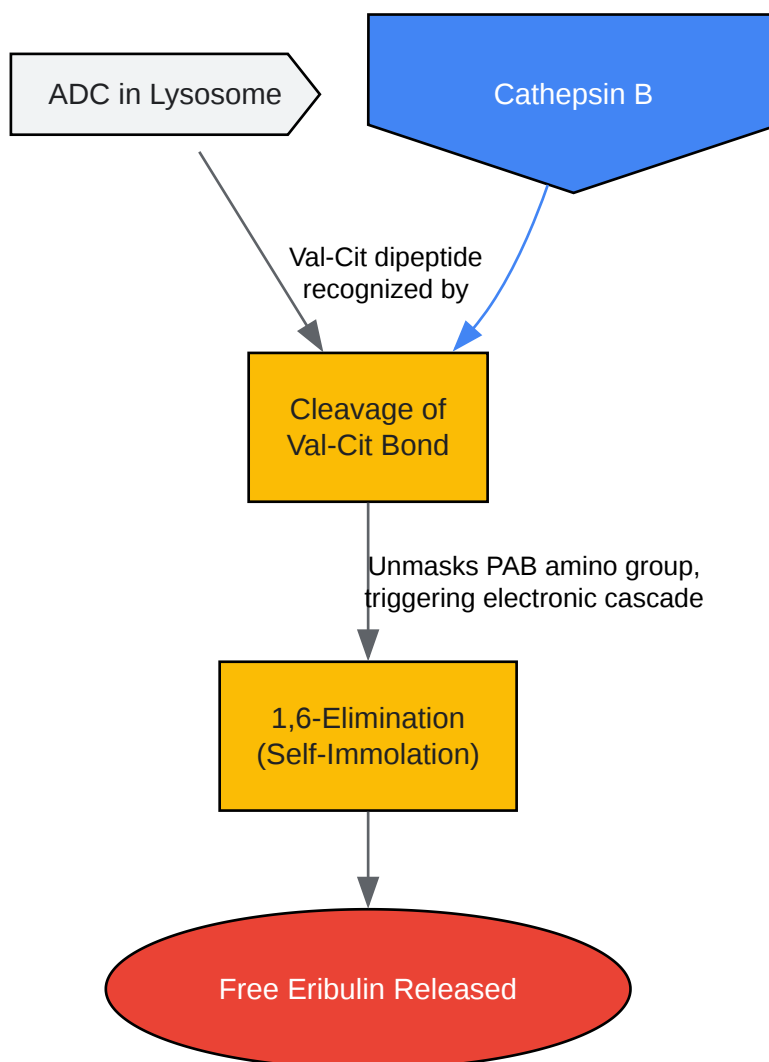 ADC in Lysosome
Cathepsin B
Val-Cit dipeptide
recognized by
Cleavage of
Val-Cit Bond
Unmasks PAB amino group,
triggering electronic cascade
1,6-Elimination
(Self-Immolation)
Free Eribulin Released